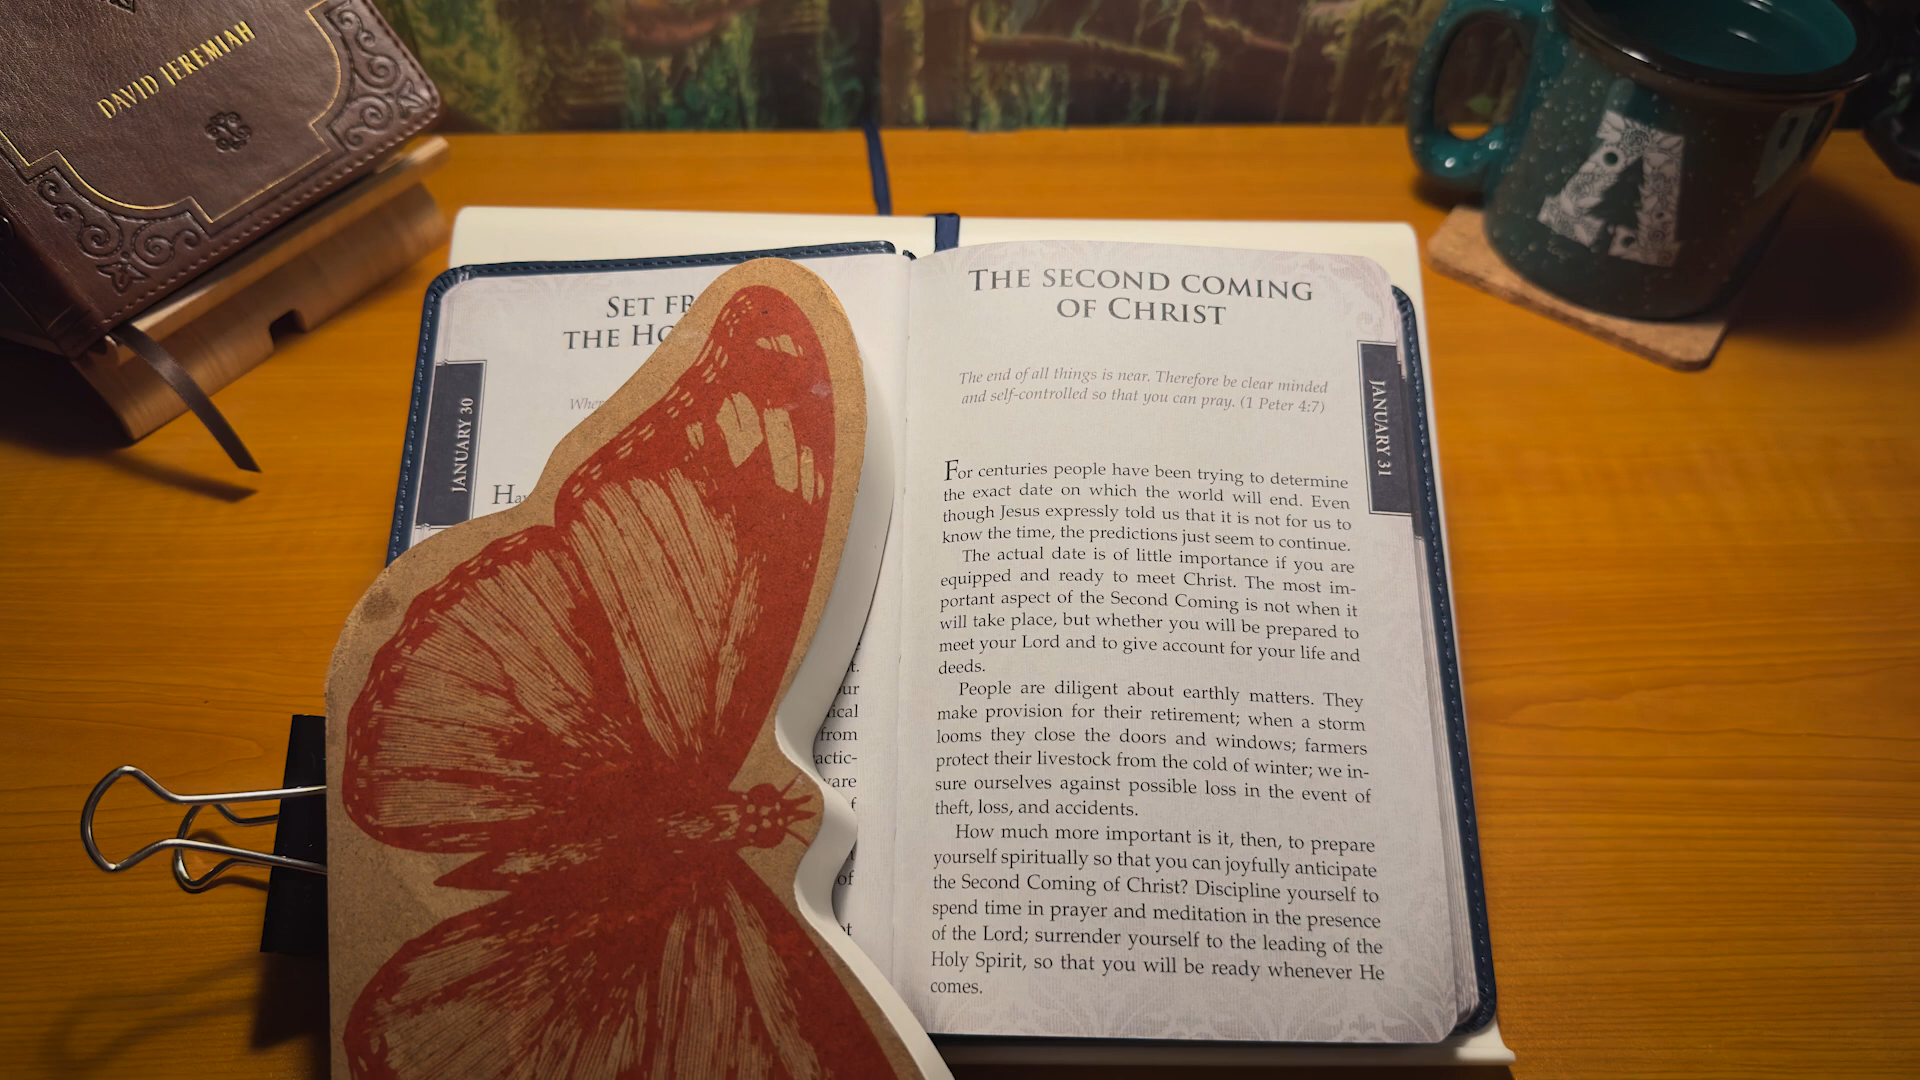 DAVID JEREMIAH
A
SET FR
THE HO
JANUARY 30
Wher
Hav
t.
our
ical
from
actic-
ware
f
of
ot
THE SECOND COMING
OF CHRIST
JANUARY 31
The end of all things is near. Therefore be clear minded
and self-controlled so that you can pray. (1 Peter 4:7)
For centuries people have been trying to determine
the exact date on which the world will end. Even
though Jesus expressly told us that it is not for us to
know the time, the predictions just seem to continue.
The actual date is of little importance if you are
equipped and ready to meet Christ. The most im-
portant aspect of the Second Coming is not when it
will take place, but whether you will be prepared to
meet your Lord and to give account for your life and
deeds.
People are diligent about earthly matters. They
make provision for their retirement; when a storm
looms they close the doors and windows; farmers
protect their livestock from the cold of winter; we in-
sure ourselves against possible loss in the event of
theft, loss, and accidents.
How much more important is it, then, to prepare
yourself spiritually so that you can joyfully anticipate
the Second Coming of Christ? Discipline yourself to
spend time in prayer and meditation in the presence
of the Lord; surrender yourself to the leading of the
Holy Spirit, so that you will be ready whenever He
comes.